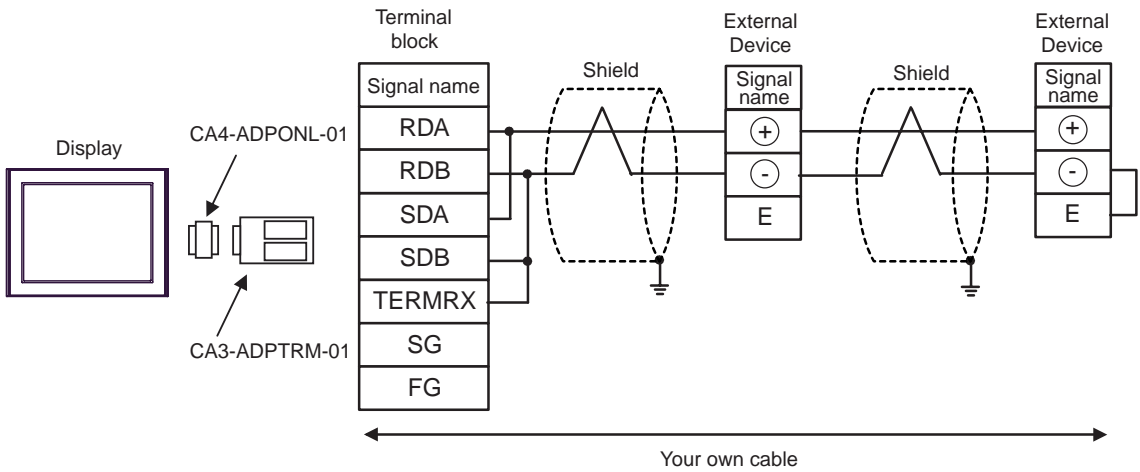 Terminal
block
External
Device
External
Device
Signal name
Shield
Signal
name
Shield
Signal
name
CA4-ADPONL-01
RDA
+
+
Display
RDB
-
-
SDA
E
E
SDB
TERMRX
CA3-ADPTRM-01
SG
FG
Your own cable